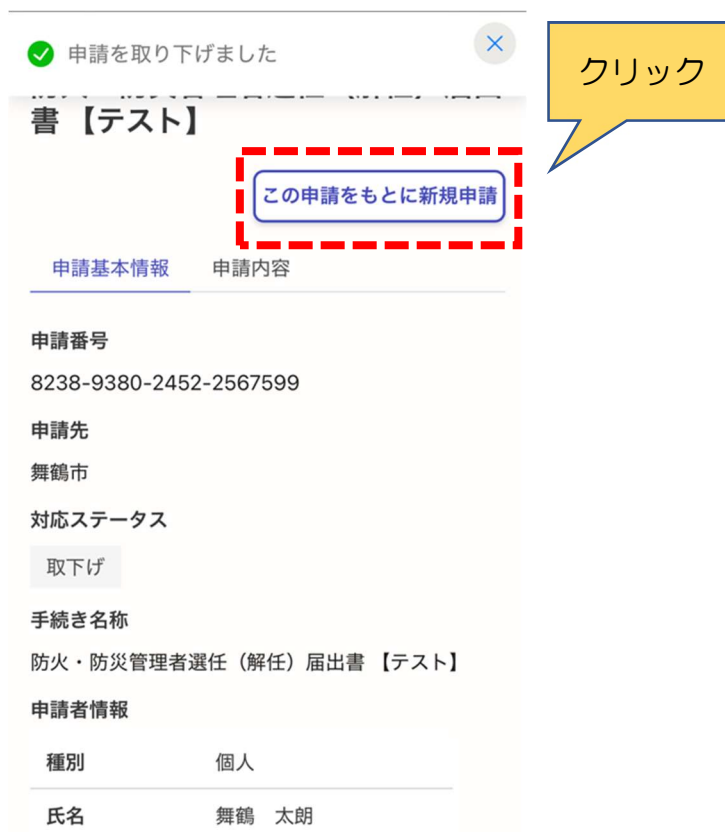 申請を取り下げました
クリック
書 【テスト】
この申請をもとに新規申請
申請基本情報 申請内容
申請番号
8238-9380-2452-2567599
申請先
舞鶴市
対応ステータス
取下げ
手続き名称
防火・防災管理者選任（解任）届出書 【テスト】
申請者情報
種別 個人
氏名 舞鶴　太朗